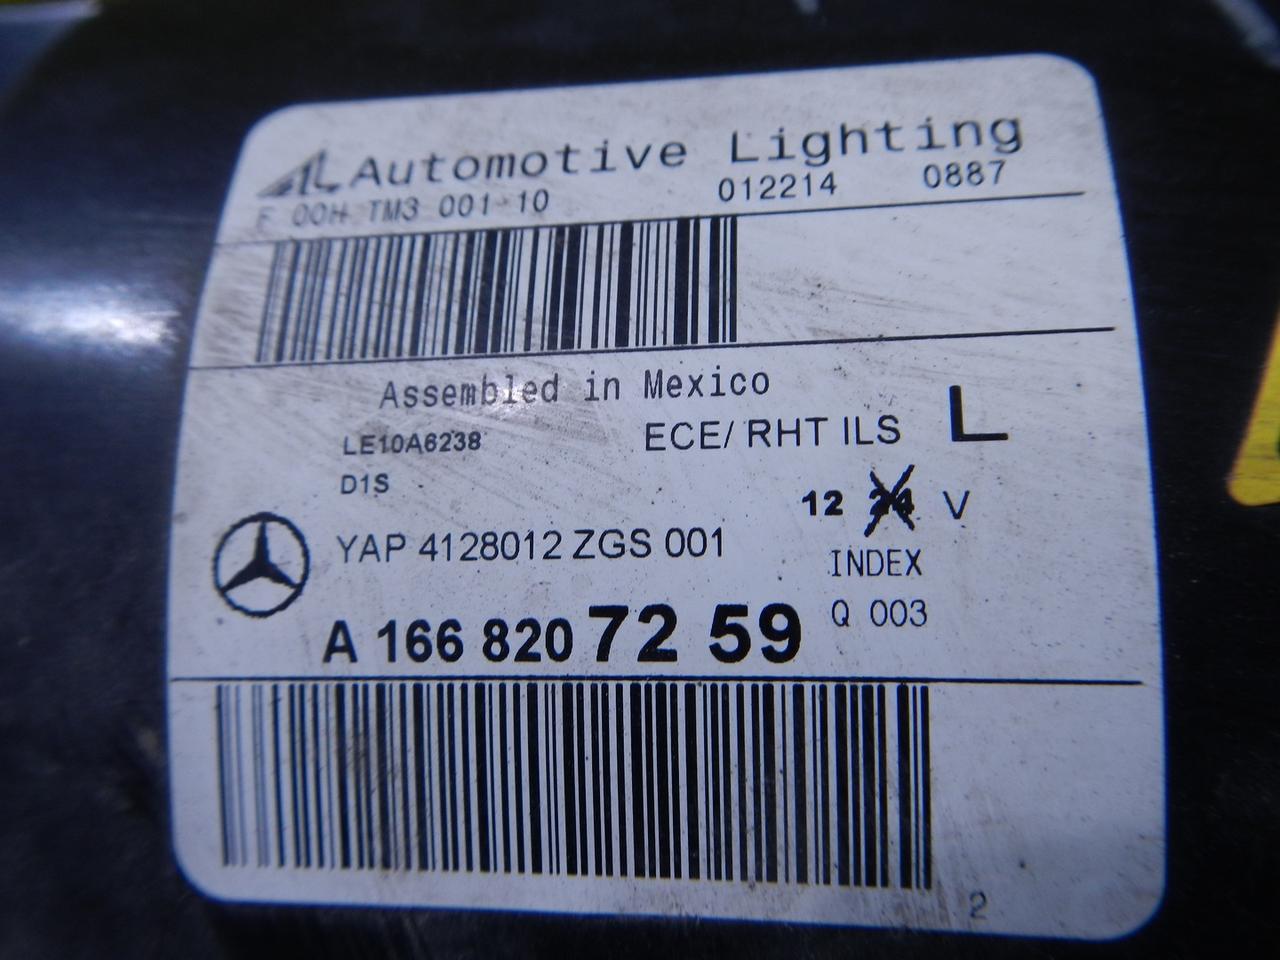 AL Automotive Lighting
F 00H TM3 001-10 012214 0887
Assembled in Mexico
LE10A6238 ECE/ RHT ILS L
D1S
12 24 V
YAP 4128012 ZGS 001
INDEX
A 166 820 72 59 Q 003
2